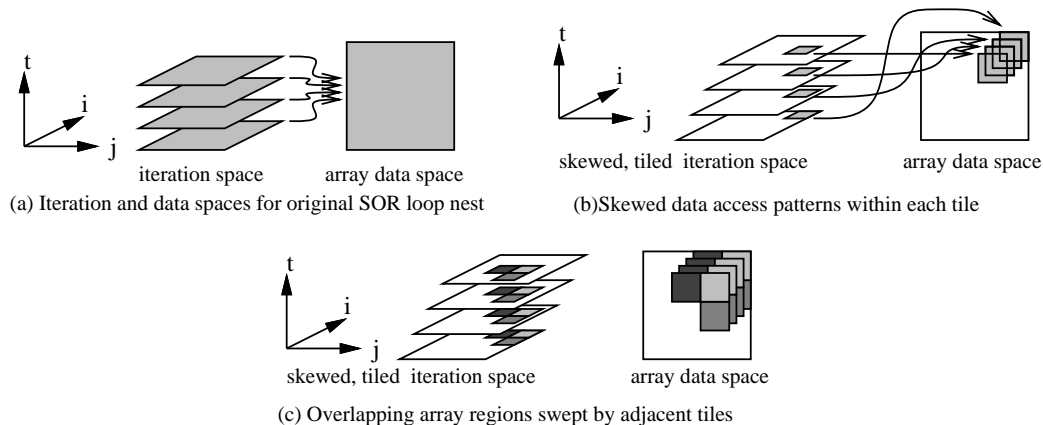 t
i
j
iteration space
array data space
(a) Iteration and data spaces for original SOR loop nest
t
i
j
skewed, tiled iteration space
array data space
(b)Skewed data access patterns within each tile
t
i
j
skewed, tiled iteration space
array data space
(c) Overlapping array regions swept by adjacent tiles